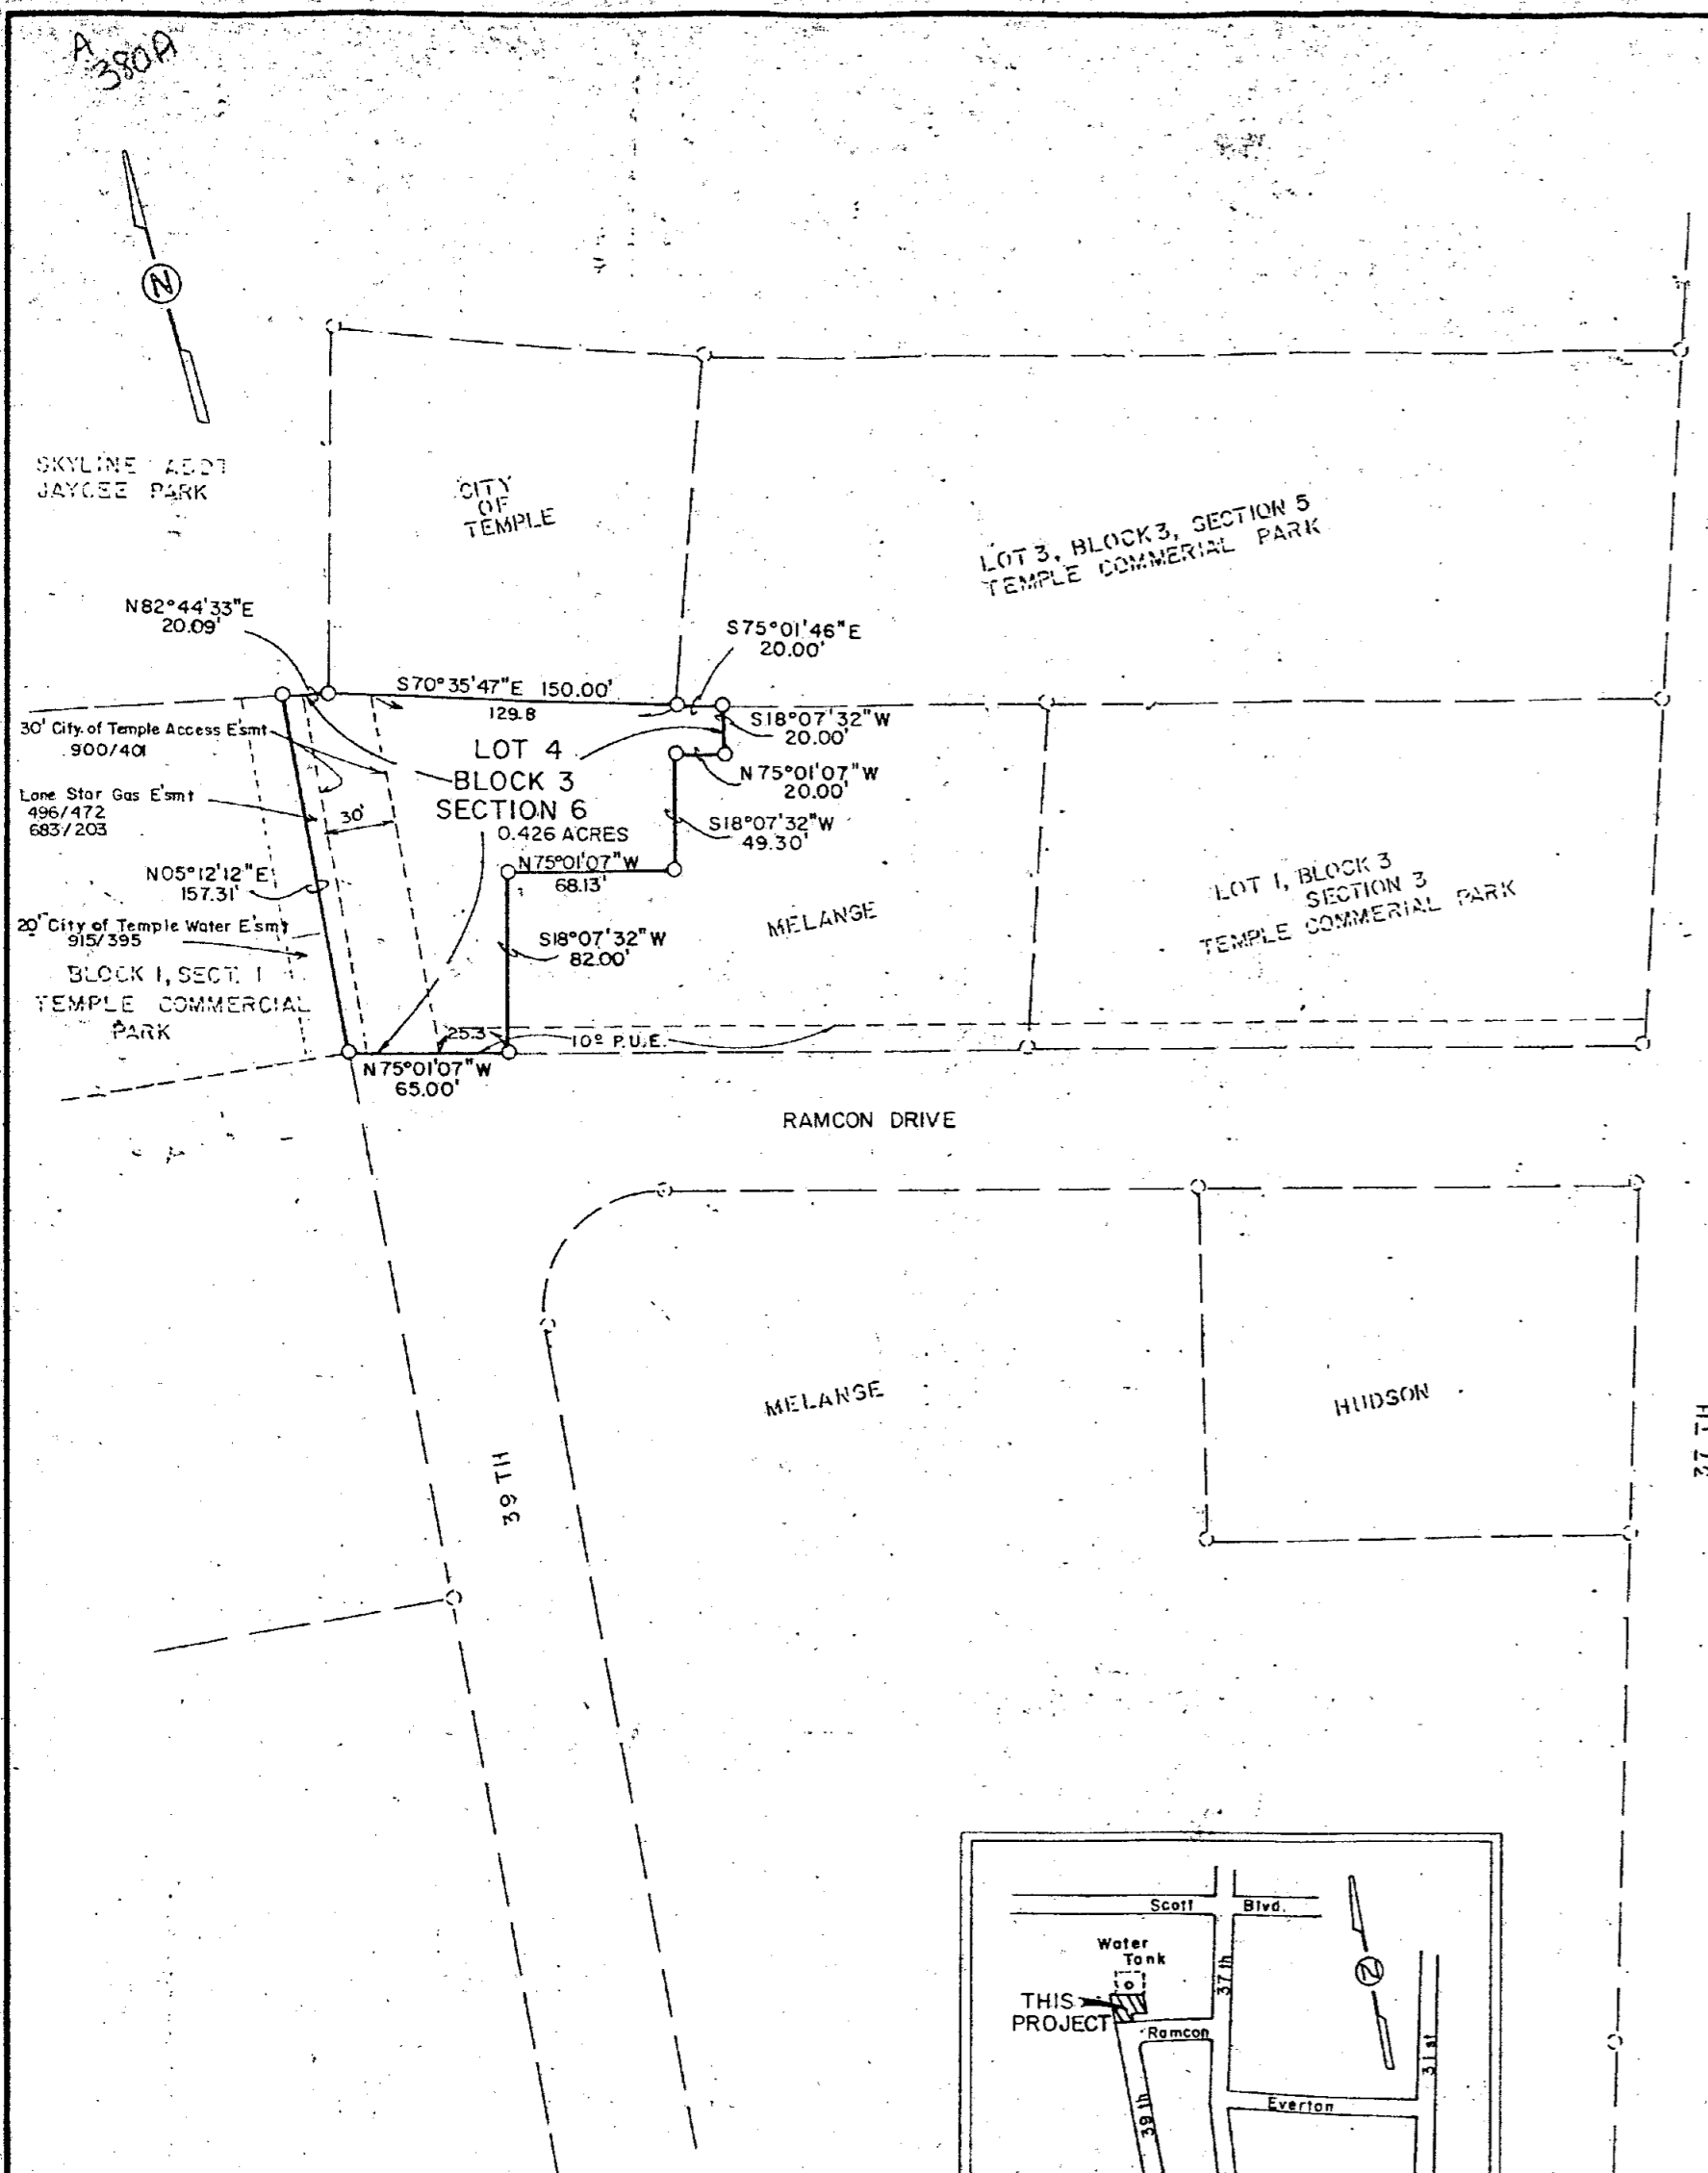 A
380A
N
SKYLINE ADDT
JAYCEE PARK
CITY
OF
TEMPLE
LOT 3, BLOCK 3, SECTION 5
TEMPLE COMMERIAL PARK
N82°44'33"E
20.09'
S75°01'46"E
20.00'
S70°35'47"E 150.00'
129.8
S18°07'32"W
20.00'
30' City of Temple Access E'smt
900/401
LOT 4
BLOCK 3
SECTION 6
0.426 ACRES
N75°01'07"W
20.00'
Lone Star Gas E'smt
496/472
683/203
30'
S18°07'32"W
49.30'
N75°01'07"W
68.13'
N05°12'12"E
157.31'
LOT 1, BLOCK 3
SECTION 3
TEMPLE COMMERIAL PARK
MELANGE
20' City of Temple Water E'smt
915/395
S18°07'32"W
82.00'
BLOCK 1, SECT. 1
TEMPLE COMMERCIAL
PARK
25.3
10' P.U.E.
N75°01'07"W
65.00'
RAMCON DRIVE
MELANGE
HUDSON
39 TH
37 TH
Scott Blvd.
Water
Tank
37 th
N
THIS
PROJECT
Ramcon
31 st
39 th
Everton